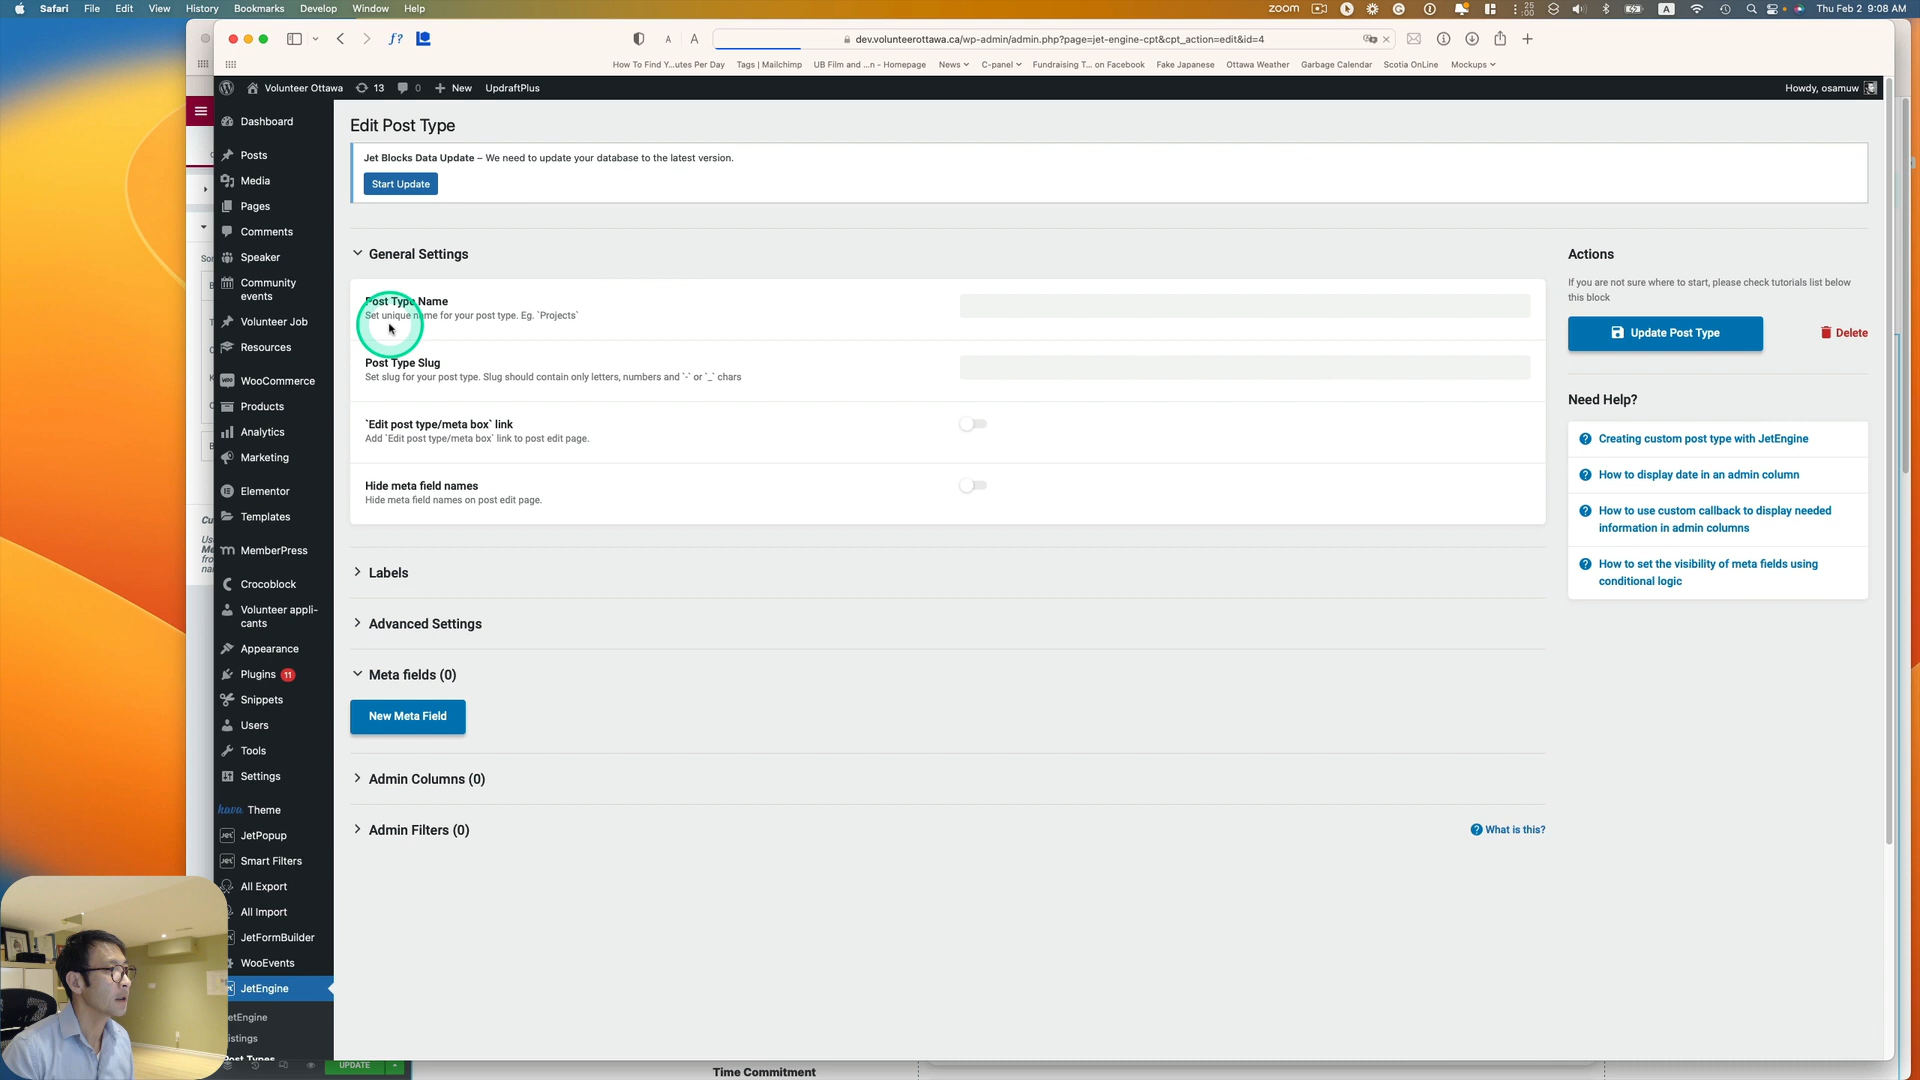 Safari File Edit View History Bookmarks Develop Window Help
zoom 25 :00 A Thu Feb 2 9:08 AM
f? A A dev.volunteerottawa.ca/wp-admin/admin.php?page=jet-engine-cpt&cpt_action=edit&id=4
How To Find Y...utes Per Day Tags | Mailchimp UB Film and ...n - Homepage News C-panel Fundraising T... on Facebook Fake Japanese Ottawa Weather Garbage Calendar Scotia OnLine Mockups
Volunteer Ottawa 13 0 New UpdraftPlus Howdy, osamuw
Dashboard
Posts
Media
Pages
Comments
Speaker
Community
events
Volunteer Job
Resources
WooCommerce
Products
Analytics
Marketing
Elementor
Templates
MemberPress
Crocoblock
Volunteer appli-
cants
Appearance
Plugins 11
Snippets
Users
Tools
Settings
kava Theme
JetPopup
Smart Filters
All Export
All Import
JetFormBuilder
WooEvents
JetEngine
etEngine
istings
Post Types
Edit Post Type
Jet Blocks Data Update – We need to update your database to the latest version.
Start Update
General Settings
Post Type Name
Set unique name for your post type. Eg. `Projects`
Post Type Slug
Set slug for your post type. Slug should contain only letters, numbers and `-` or `_` chars
`Edit post type/meta box` link
Add `Edit post type/meta box` link to post edit page.
Hide meta field names
Hide meta field names on post edit page.
Labels
Advanced Settings
Meta fields (0)
New Meta Field
Admin Columns (0)
Admin Filters (0)
What is this?
Actions
If you are not sure where to start, please check tutorials list below
this block
Update Post Type Delete
Need Help?
Creating custom post type with JetEngine
How to display date in an admin column
How to use custom callback to display needed
information in admin columns
How to set the visibility of meta fields using
conditional logic
UPDATE
Time Commitment